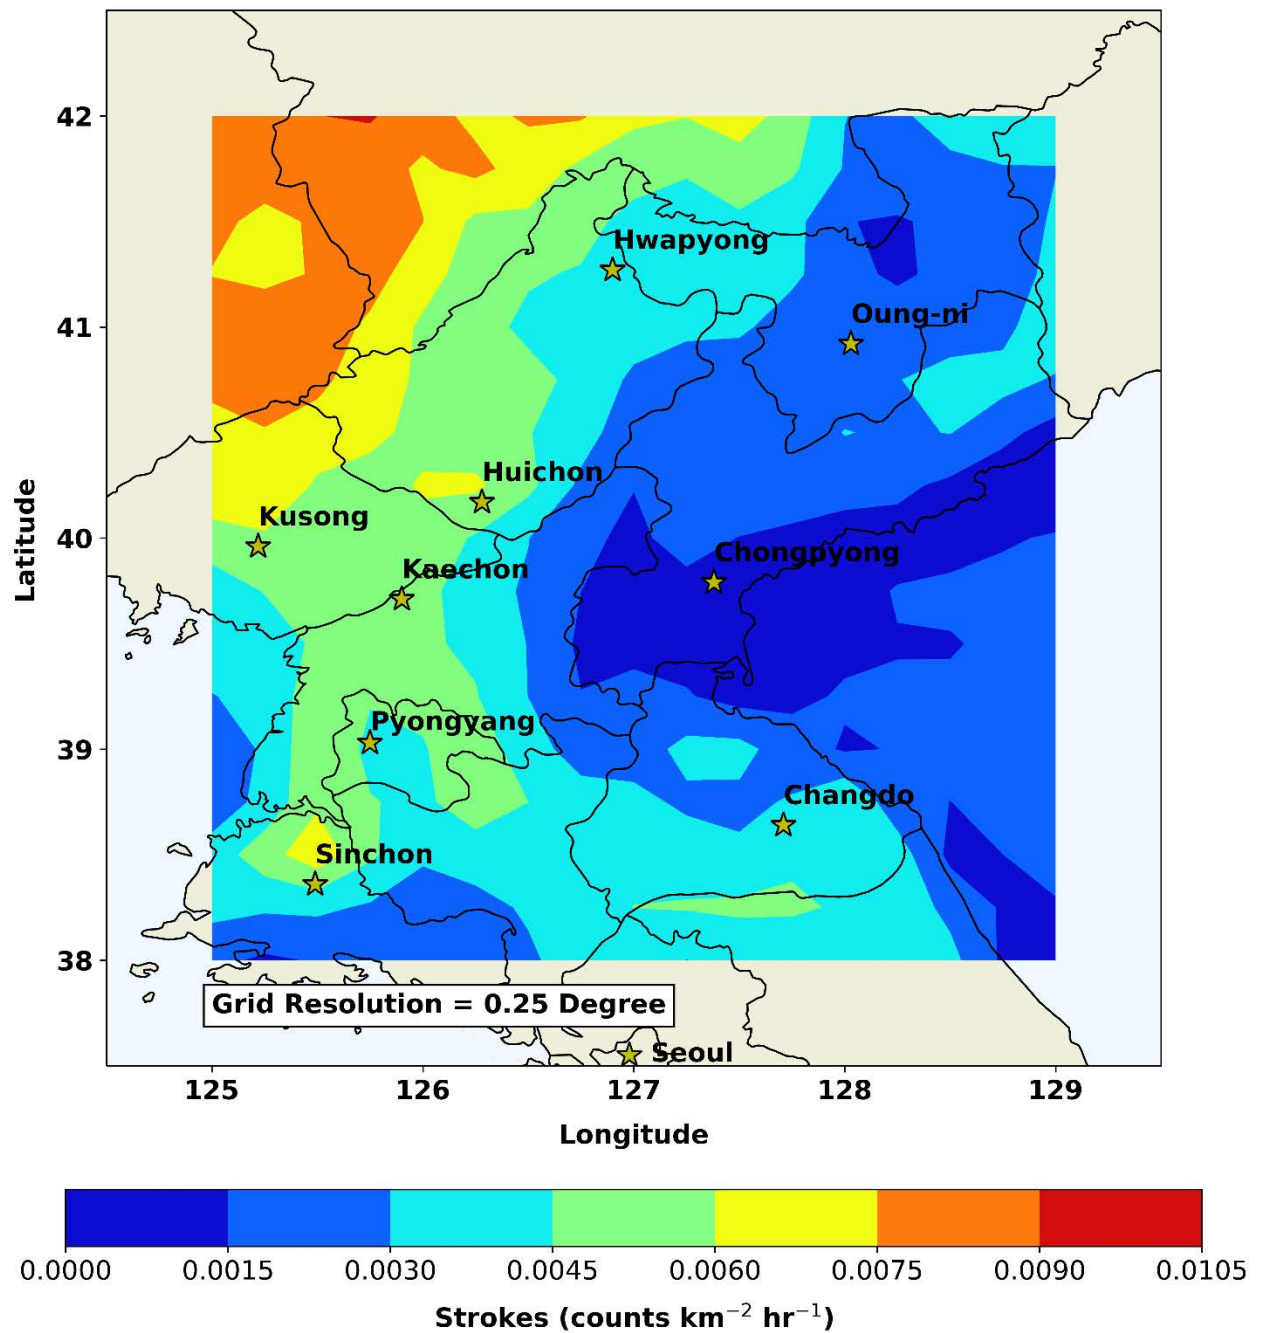 42
Hwapyong
41
Oung-ni
Latitude
Huichon
Kusong
40
Chongpyong
Kaechon
Pyongyang
39
Changdo
Sinchon
38
Grid Resolution = 0.25 Degree
Seoul
125 126 127 128 129
Longitude
0.0000 0.0015 0.0030 0.0045 0.0060 0.0075 0.0090 0.0105
Strokes (counts km⁻² hr⁻¹)